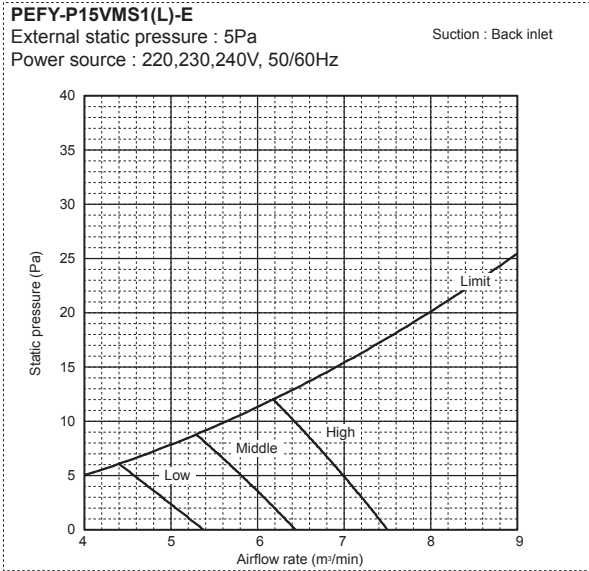 PEFY-P15VMS1(L)-E
External static pressure : 5Pa
Suction : Back inlet
Power source : 220,230,240V, 50/60Hz
40
35
30
25
20
15
10
5
0
Static pressure (Pa)
Limit
High
Middle
Low
4 5 6 7 8 9
Airflow rate (m³/min)